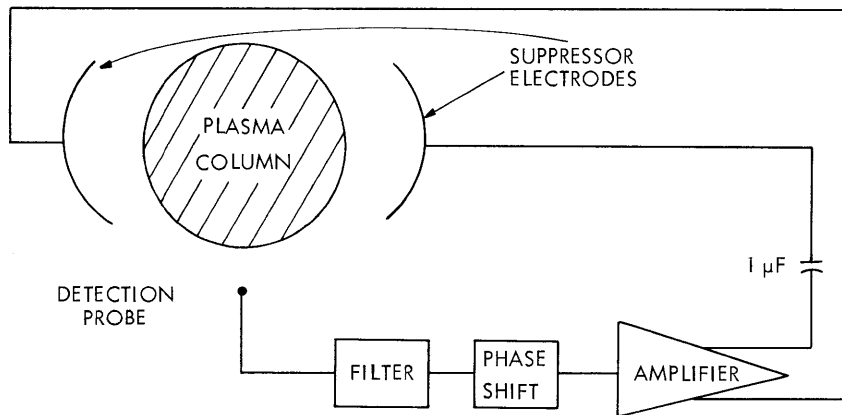 SUPPRESSOR
ELECTRODES
PLASMA
COLUMN
1 μF
DETECTION
PROBE
FILTER
PHASE
SHIFT
AMPLIFIER